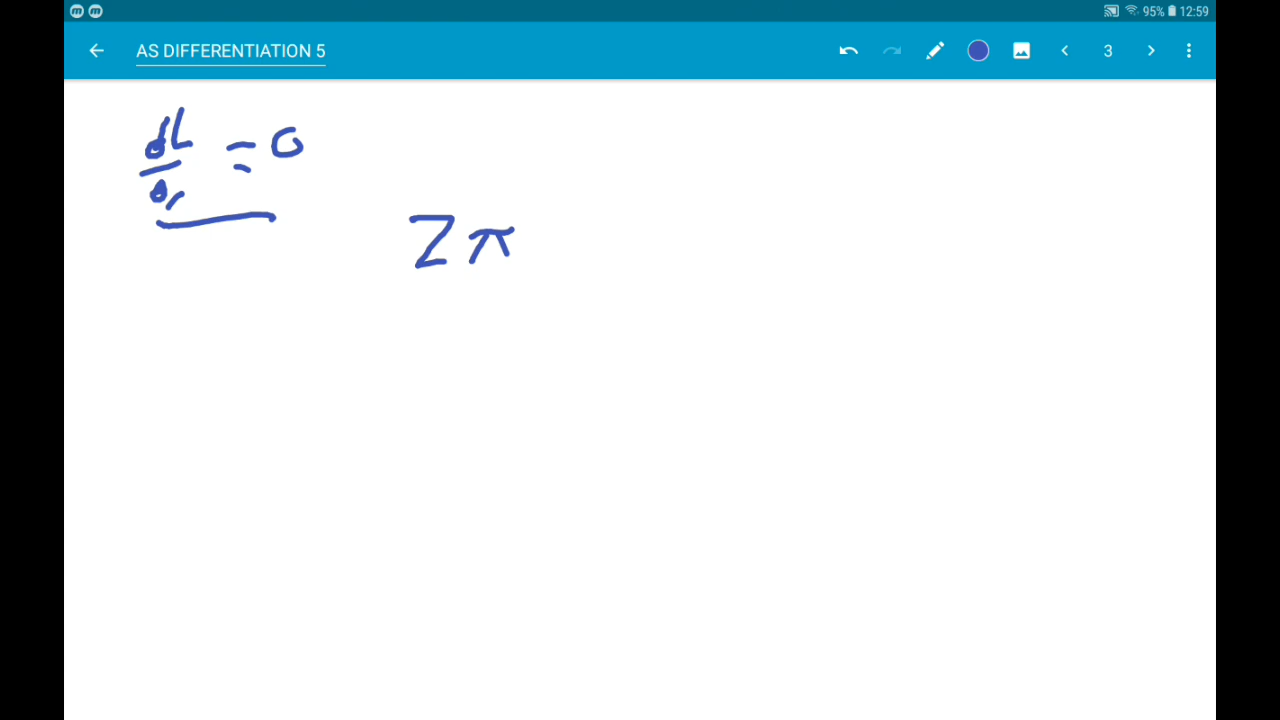 95% 12:59
AS DIFFERENTIATION 5
3
dL/dr = 0
2π